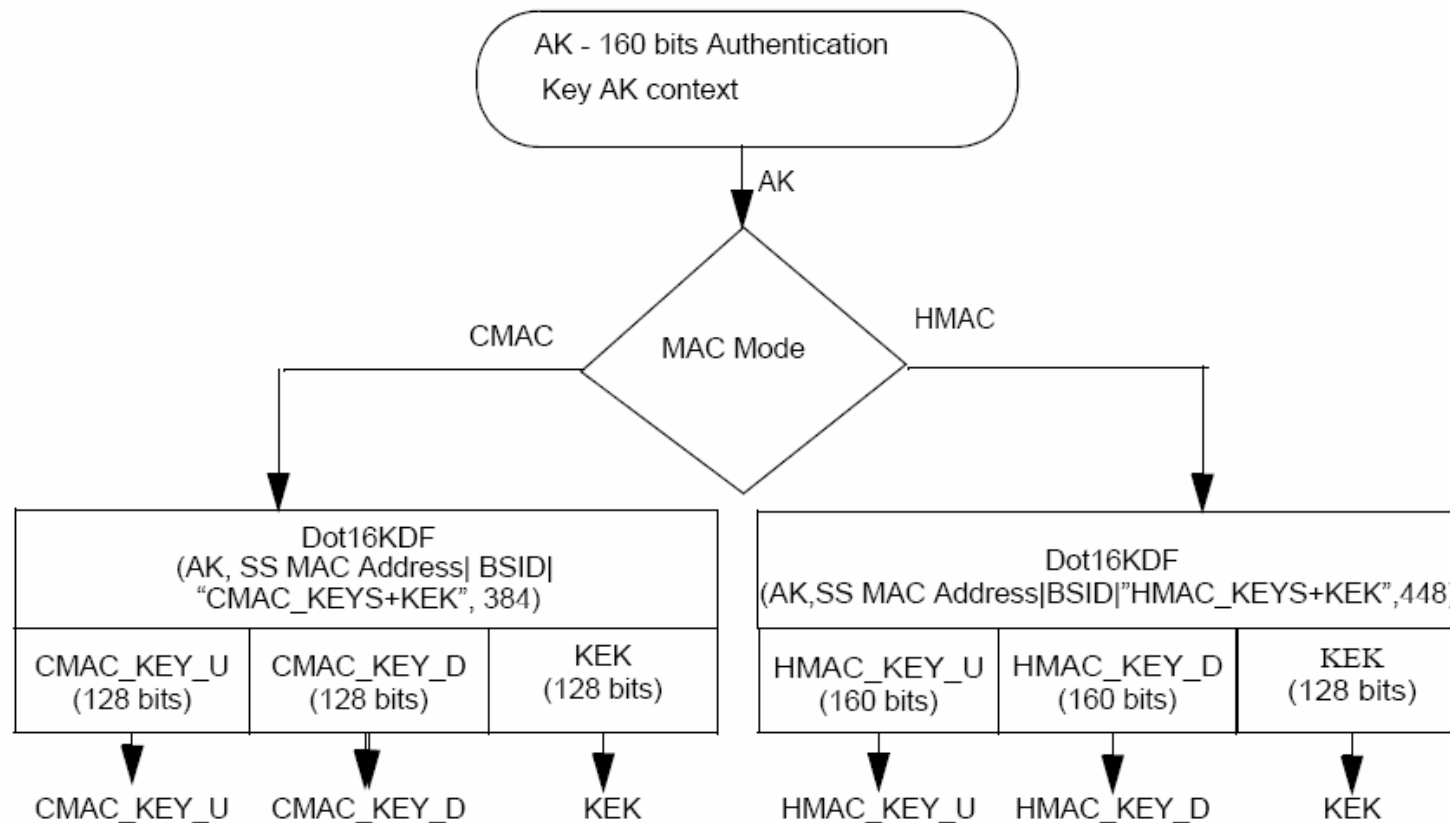 AK - 160 bits Authentication
Key AK context
AK
CMAC
HMAC
MAC Mode
Dot16KDF
(AK, SS MAC Address| BSID|
“CMAC_KEYS+KEK”, 384)
CMAC_KEY_U
(128 bits)
CMAC_KEY_D
(128 bits)
KEK
(128 bits)
Dot16KDF
(AK,SS MAC Address|BSID|”HMAC_KEYS+KEK”,448)
HMAC_KEY_U
(160 bits)
HMAC_KEY_D
(160 bits)
KEK
(128 bits)
CMAC_KEY_U
CMAC_KEY_D
KEK
HMAC_KEY_U
HMAC_KEY_D
KEK